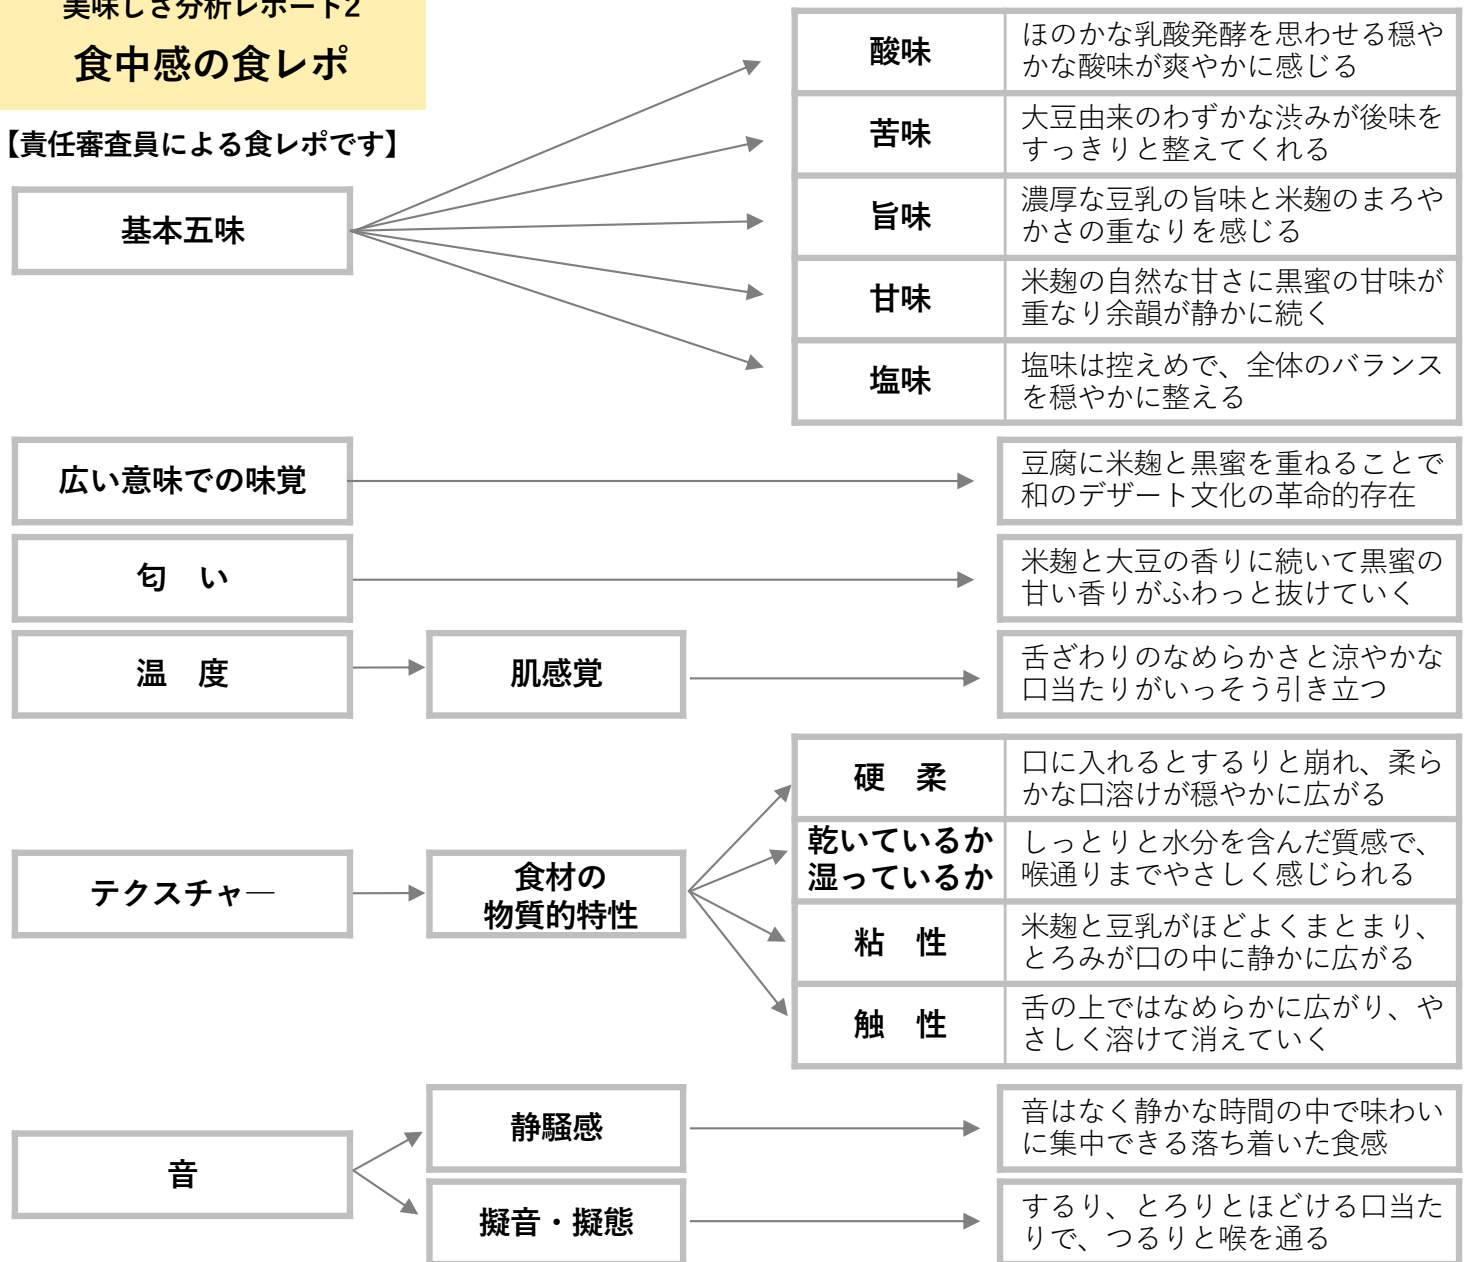 美味しさ分析レポート2
食中感の食レポ
【責任審査員による食レポです】
基本五味
酸味
ほのかな乳酸発酵を思わせる穏や
かな酸味が爽やかに感じる
苦味
大豆由来のわずかな渋みが後味を
すっきりと整えてくれる
旨味
濃厚な豆乳の旨味と米麹のまろや
かさの重なりを感じる
甘味
米麹の自然な甘さに黒蜜の甘味が
重なり余韻が静かに続く
塩味
塩味は控えめで、全体のバランス
を穏やかに整える
広い意味での味覚
豆腐に米麹と黒蜜を重ねることで
和のデザート文化の革命的存在
匂　い
米麹と大豆の香りに続いて黒蜜の
甘い香りがふわっと抜けていく
温　度
肌感覚
舌ざわりのなめらかさと涼やかな
口当たりがいっそう引き立つ
テクスチャ―
食材の
物質的特性
硬　柔
口に入れるとするりと崩れ、柔ら
かな口溶けが穏やかに広がる
乾いているか
湿っているか
しっとりと水分を含んだ質感で、
喉通りまでやさしく感じられる
粘　性
米麹と豆乳がほどよくまとまり、
とろみが口の中に静かに広がる
触　性
舌の上ではなめらかに広がり、や
さしく溶けて消えていく
音
静騒感
音はなく静かな時間の中で味わい
に集中できる落ち着いた食感
擬音・擬態
するり、とろりとほどける口当た
りで、つるりと喉を通る